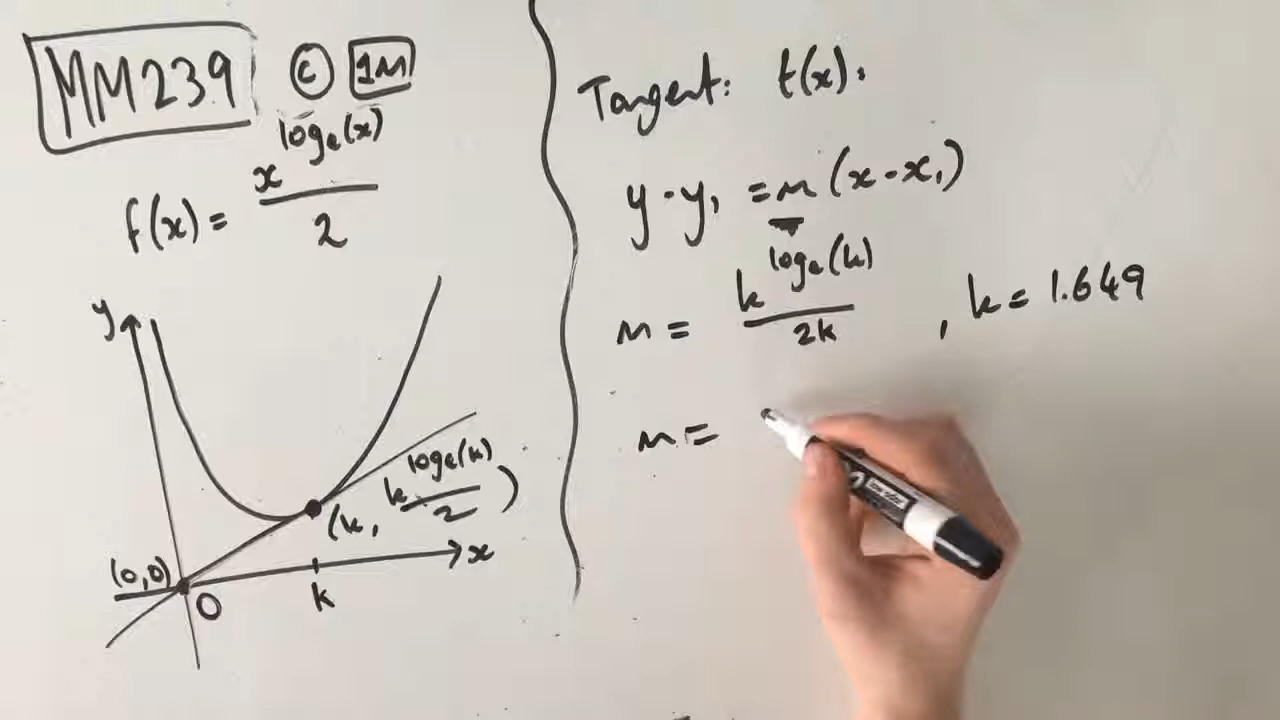 MM239 © 1M
f(x) = x^logₑ(x) / 2
y
(k, k^logₑ(k) / 2)
(0,0)
x
O
k
Tangent: t(x):
y - y₁ = m (x - x₁)
m = k^logₑ(k) / 2k , k = 1.649
m =